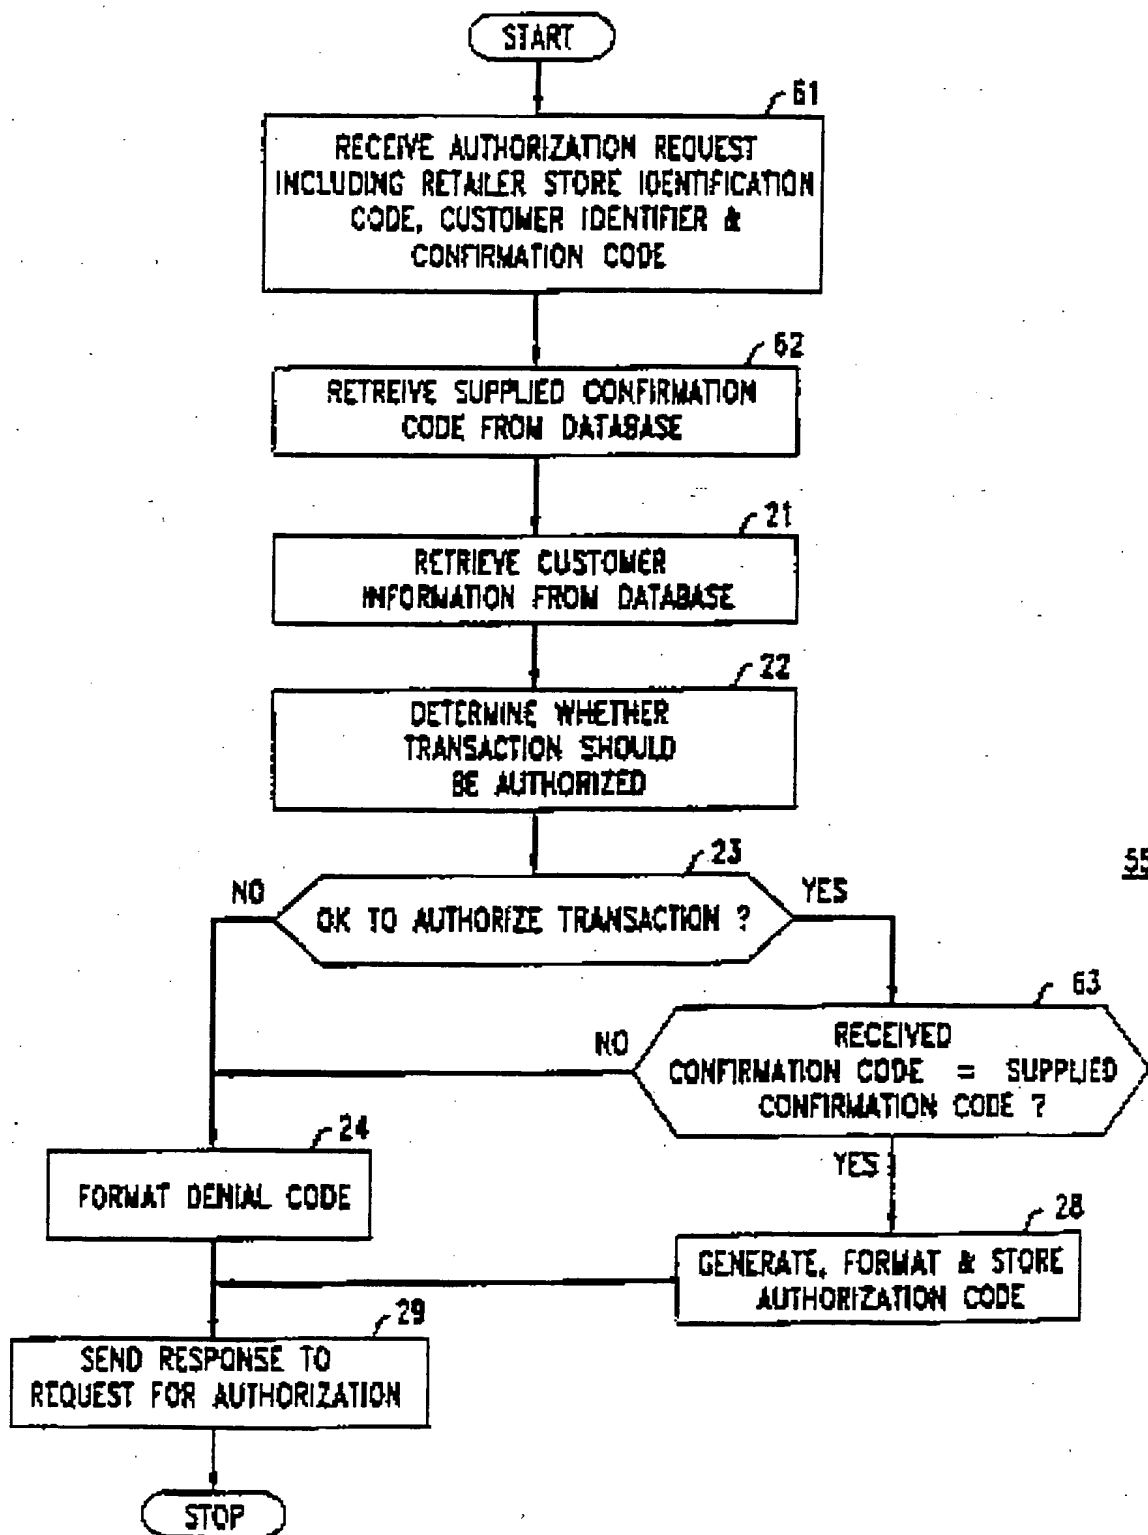 START
61
RECEIVE AUTHORIZATION REQUEST
INCLUDING RETAILER STORE IDENTIFICATION
CODE, CUSTOMER IDENTIFIER &
CONFIRMATION CODE
62
RETREIVE SUPPLIED CONFIRMATION
CODE FROM DATABASE
21
RETRIEVE CUSTOMER
INFORMATION FROM DATABASE
22
DETERMINE WHETHER
TRANSACTION SHOULD
BE AUTHORIZED
23
NO
OK TO AUTHORIZE TRANSACTION ?
YES
55
63
NO
RECEIVED
CONFIRMATION CODE = SUPPLIED
CONFIRMATION CODE ?
YES
24
FORMAT DENIAL CODE
28
GENERATE, FORMAT & STORE
AUTHORIZATION CODE
29
SEND RESPONSE TO
REQUEST FOR AUTHORIZATION
STOP